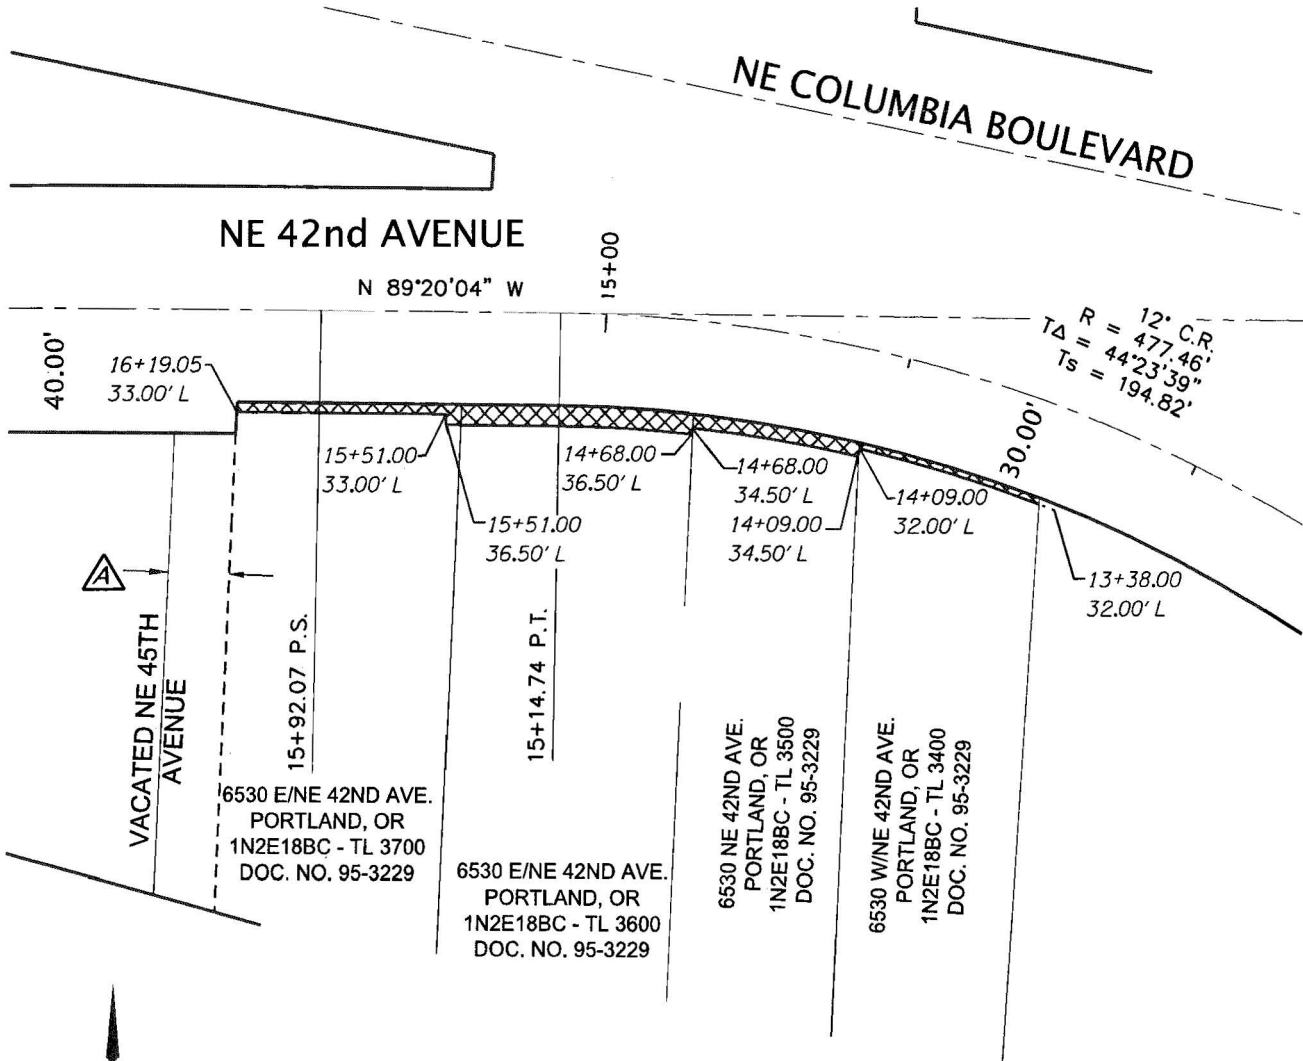 NE COLUMBIA BOULEVARD
NE 42nd AVENUE
N 89°20'04" W
15+00
12° C.R.
R = 477.46'
TΔ = 44°23'39"
Ts = 194.82'
40.00'
16+19.05
33.00' L
30.00'
15+51.00
33.00' L
14+68.00
36.50' L
14+68.00
34.50' L
14+09.00
32.00' L
15+51.00
36.50' L
14+09.00
34.50' L
13+38.00
32.00' L
A
VACATED NE 45TH
AVENUE
15+92.07 P.S.
15+14.74 P.T.
6530 E/NE 42ND AVE.
PORTLAND, OR
1N2E18BC - TL 3700
DOC. NO. 95-3229
6530 E/NE 42ND AVE.
PORTLAND, OR
1N2E18BC - TL 3600
DOC. NO. 95-3229
6530 NE 42ND AVE.
PORTLAND, OR
1N2E18BC - TL 3500
DOC. NO. 95-3229
6530 W/NE 42ND AVE.
PORTLAND, OR
1N2E18BC - TL 3400
DOC. NO. 95-3229